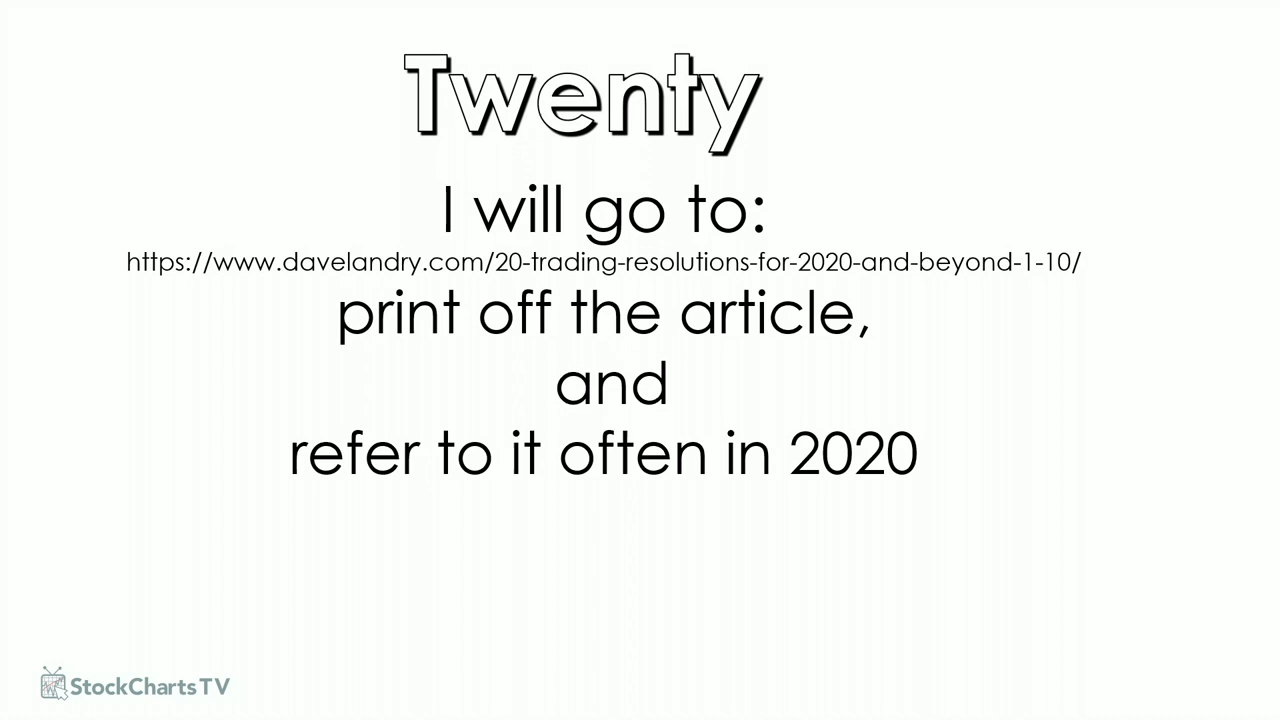 Twenty
I will go to:
https://www.davelandry.com/20-trading-resolutions-for-2020-and-beyond-1-10/
print off the article,
and
refer to it often in 2020
StockChartsTV